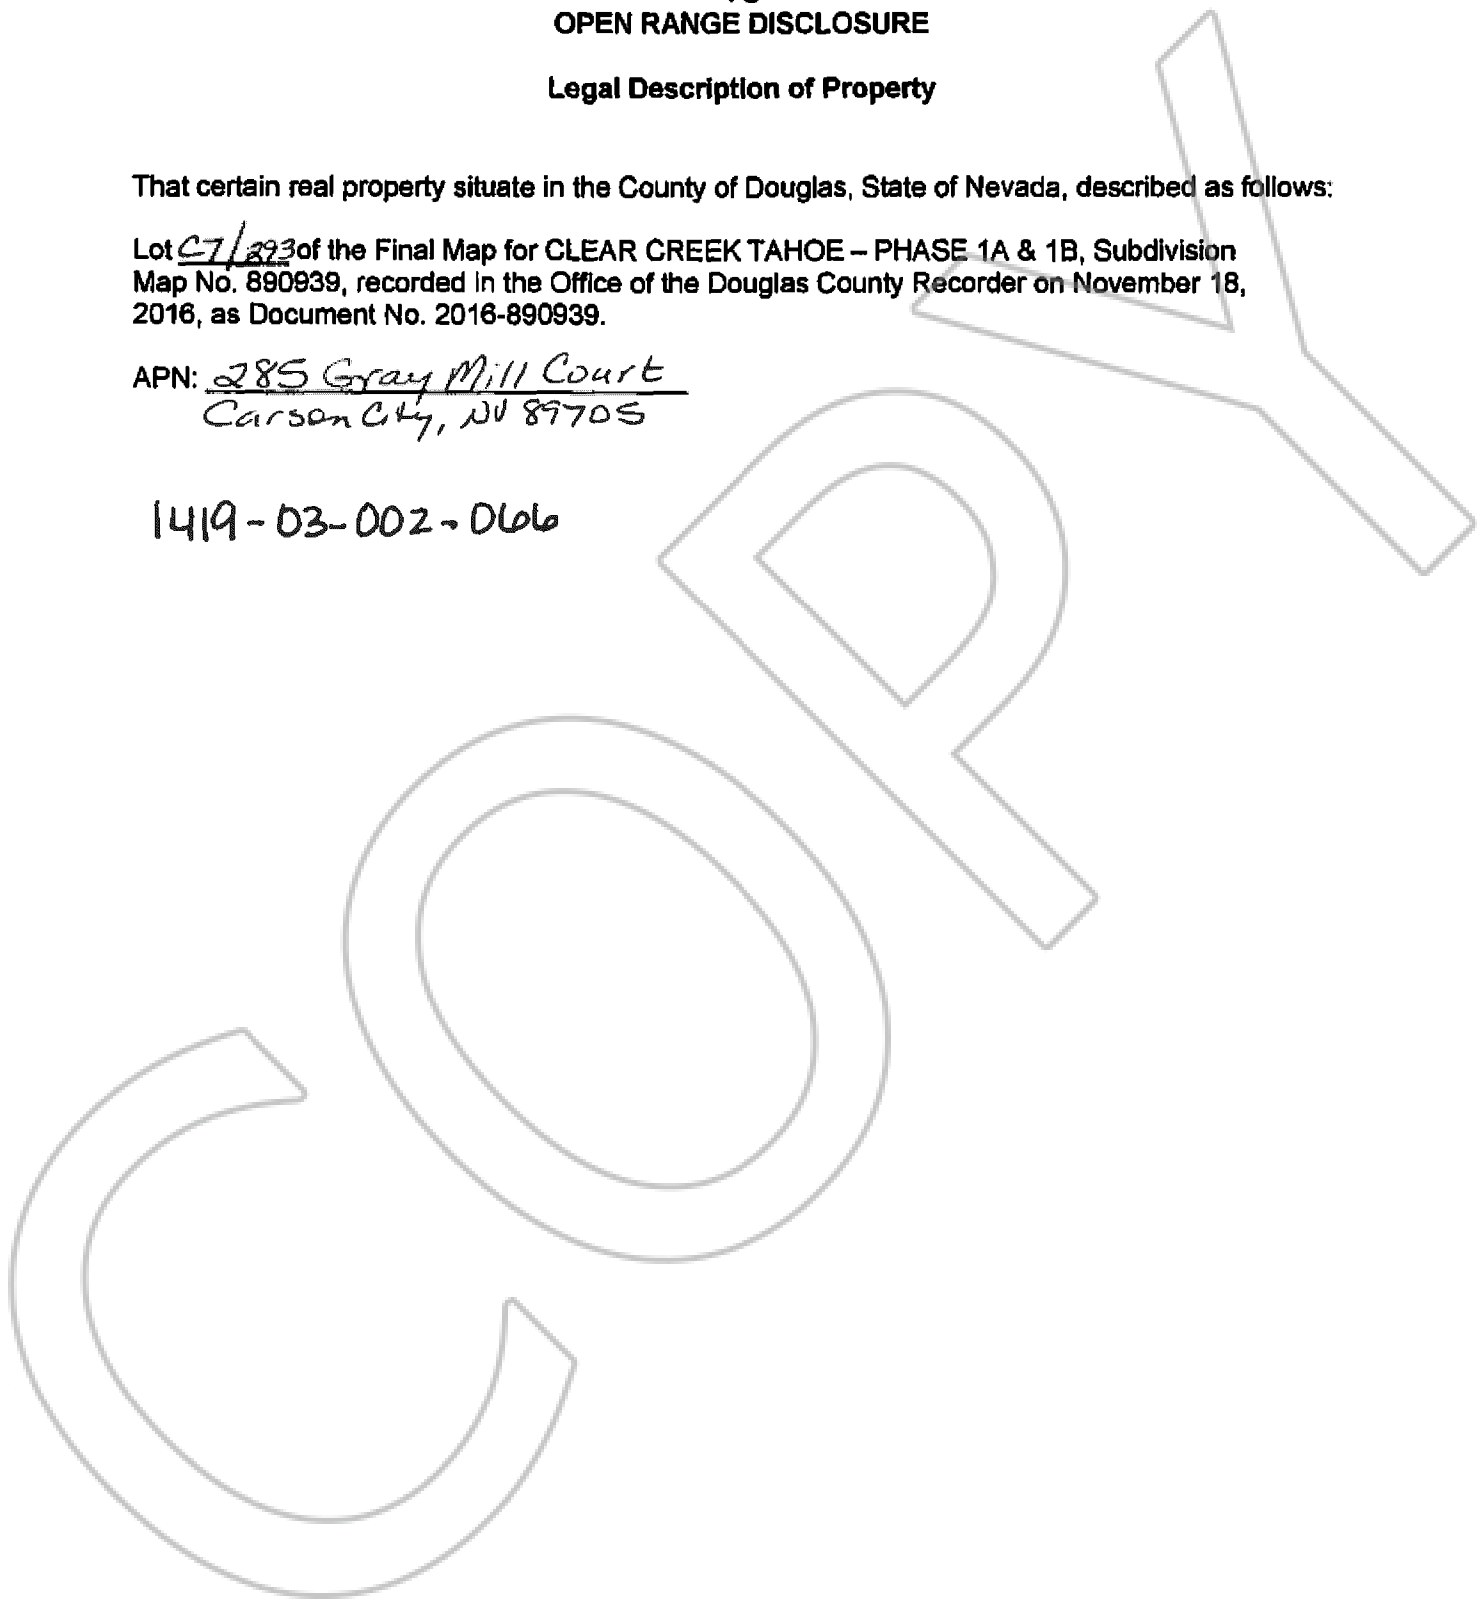 OPEN RANGE DISCLOSURE
Legal Description of Property
That certain real property situate in the County of Douglas, State of Nevada, described as follows:
Lot C7/293 of the Final Map for CLEAR CREEK TAHOE – PHASE 1A & 1B, Subdivision
Map No. 890939, recorded in the Office of the Douglas County Recorder on November 18,
2016, as Document No. 2016-890939.
APN: 285 Gray Mill Court
Carson City, NV 89705
1419-03-002-066
COPY